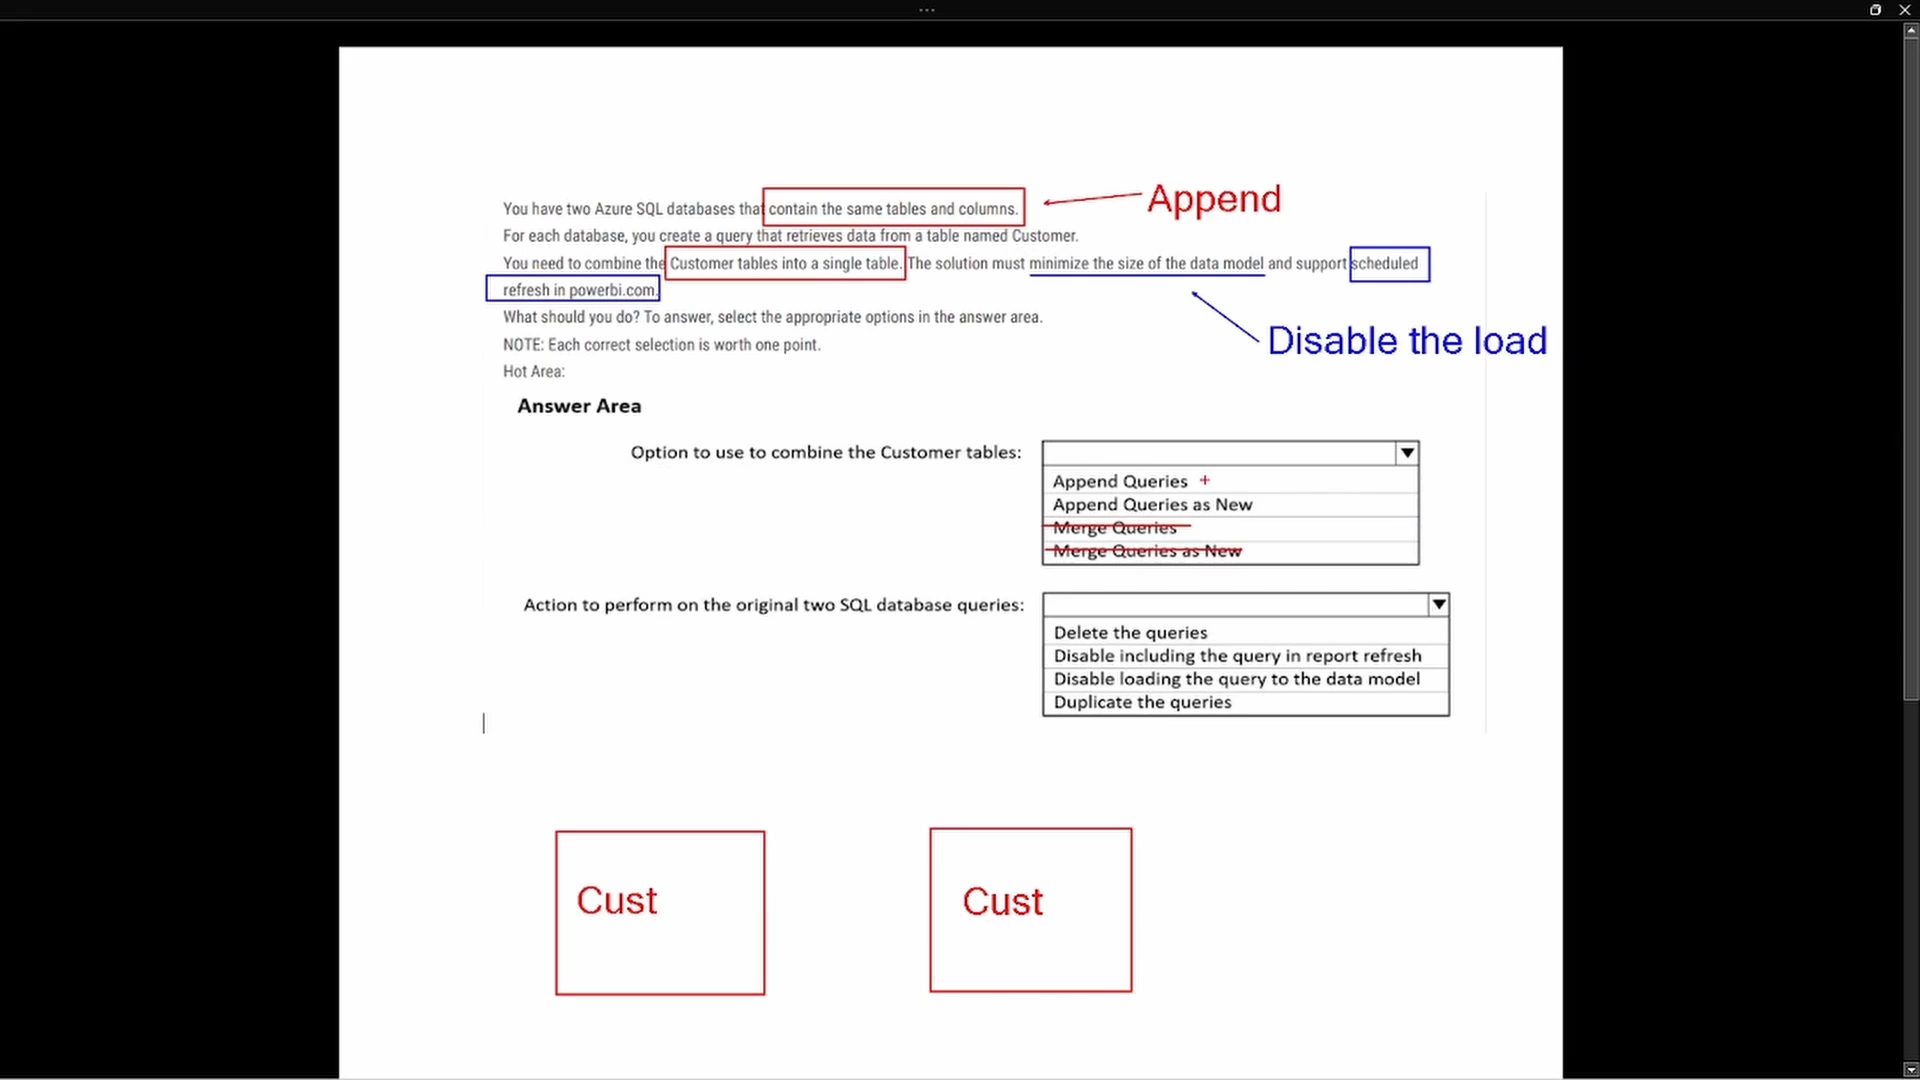 You have two Azure SQL databases that contain the same tables and columns.
Append
For each database, you create a query that retrieves data from a table named Customer.
You need to combine the Customer tables into a single table. The solution must minimize the size of the data model and support scheduled
refresh in powerbi.com.
What should you do? To answer, select the appropriate options in the answer area.
Disable the load
NOTE: Each correct selection is worth one point.
Hot Area:
Answer Area
Option to use to combine the Customer tables:
Append Queries +
Append Queries as New
Merge Queries
Merge Queries as New
Action to perform on the original two SQL database queries:
Delete the queries
Disable including the query in report refresh
Disable loading the query to the data model
Duplicate the queries
Cust
Cust